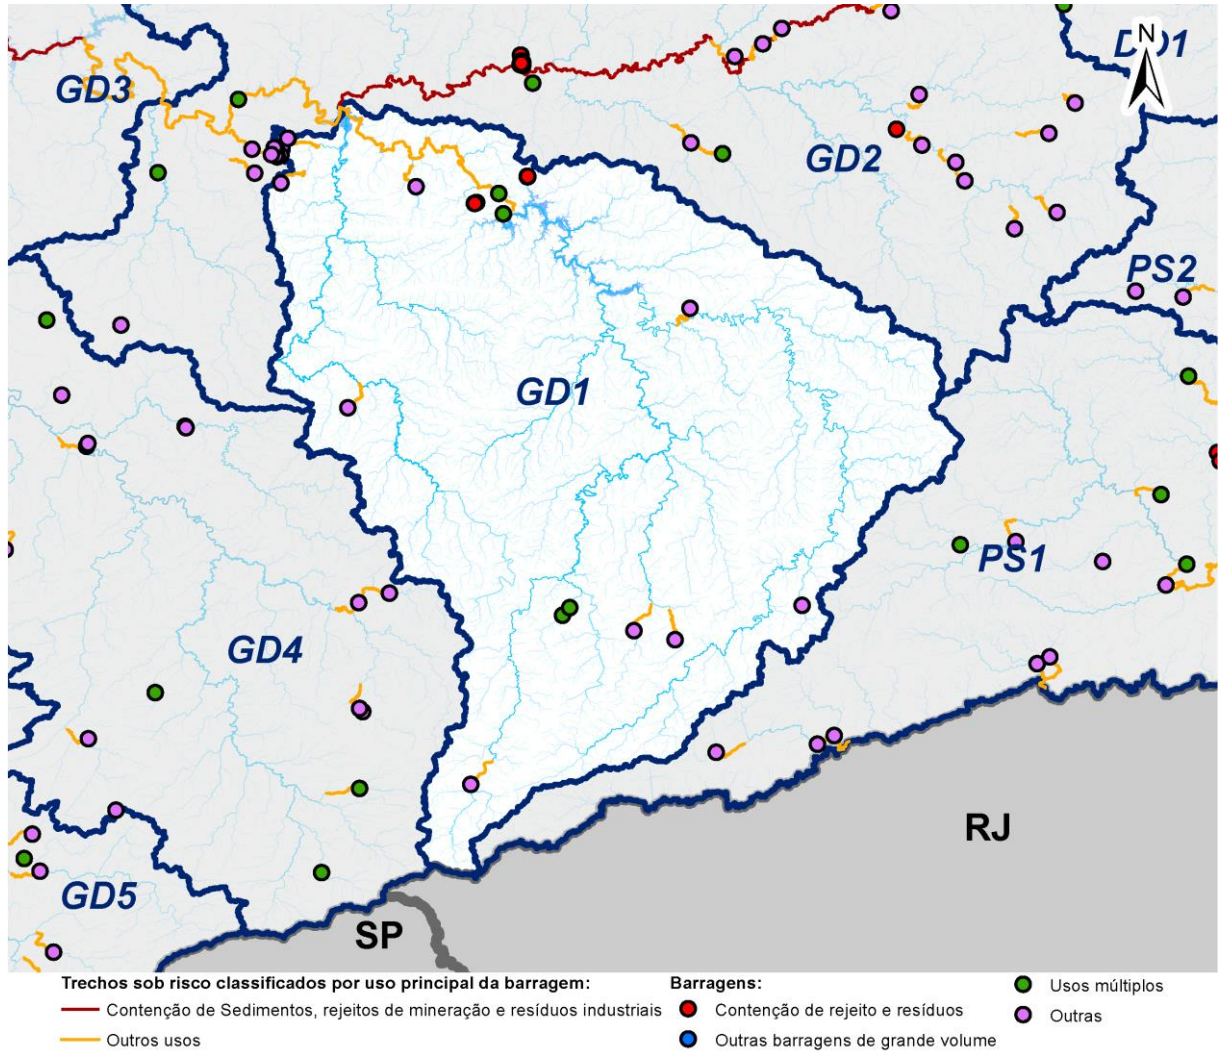 N
DO1
GD3
GD2
PS2
GD1
PS1
GD4
RJ
GD5
SP
Trechos sob risco classificados por uso principal da barragem:
Contenção de Sedimentos, rejeitos de mineração e resíduos industriais
Outros usos
Barragens:
Contenção de rejeito e resíduos
Outras barragens de grande volume
Usos múltiplos
Outras